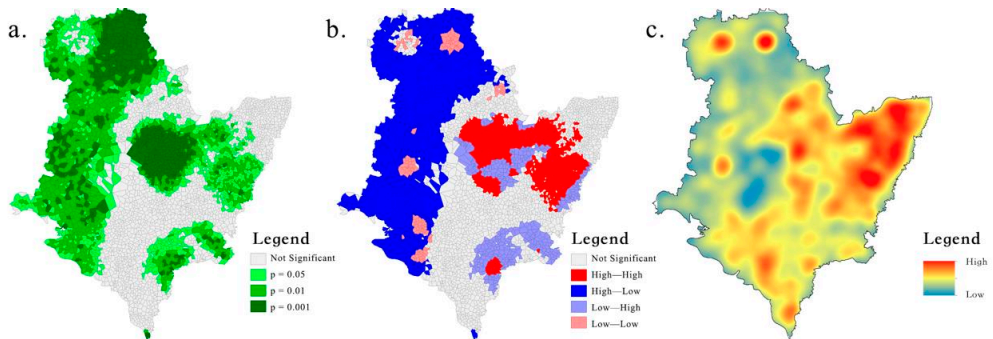 a.
b.
c.
Legend
Not Significant
p = 0.05
p = 0.01
p = 0.001
Legend
Not Significant
High—High
High—Low
Low—High
Low—Low
Legend
High
Low